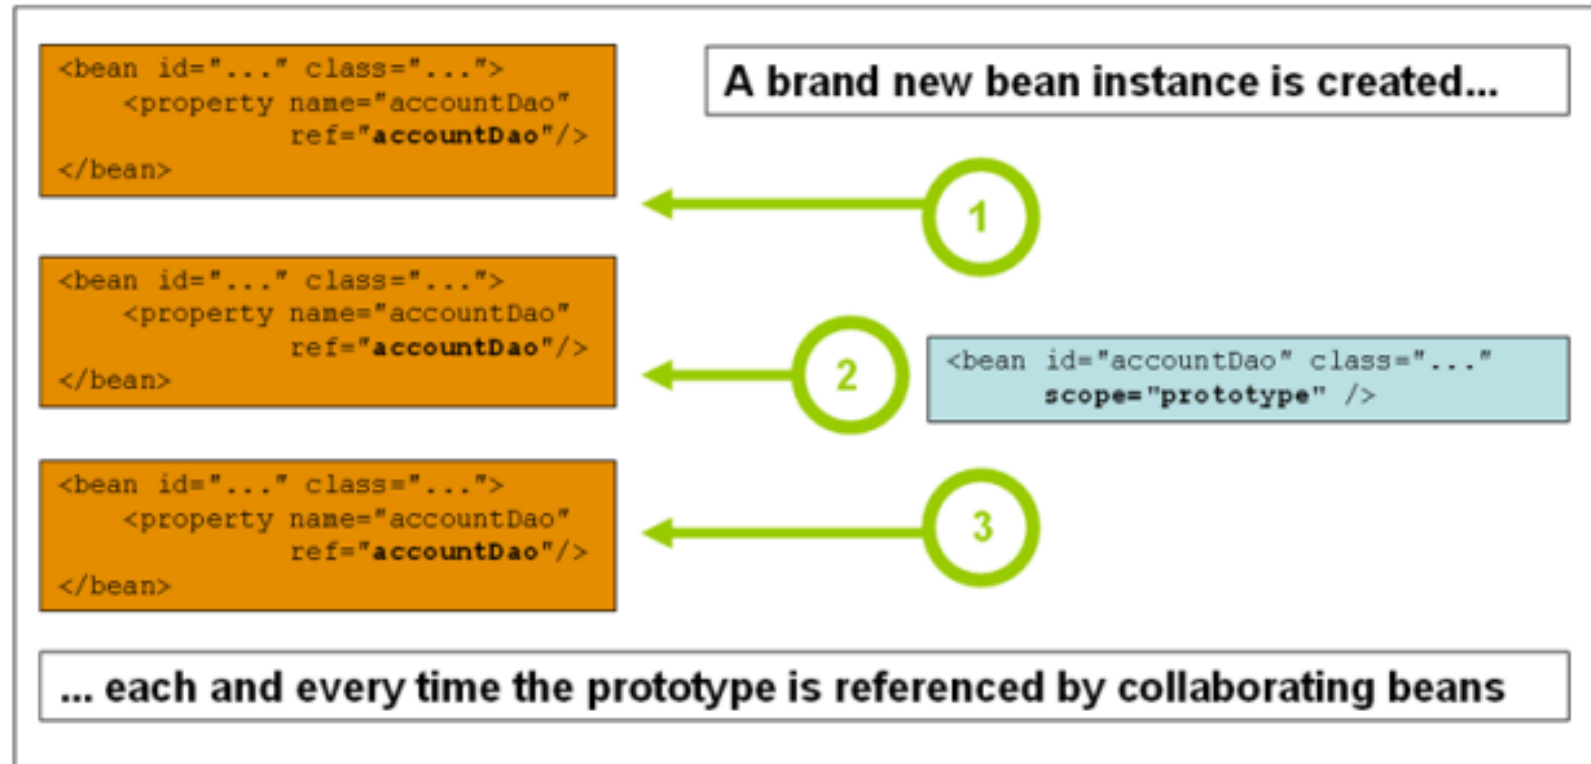 <bean id="..." class="...">
<property name="accountDao"
ref="accountDao"/>
</bean>
A brand new bean instance is created...
1
<bean id="..." class="...">
<property name="accountDao"
ref="accountDao"/>
</bean>
2
<bean id="accountDao" class="..."
scope="prototype" />
<bean id="..." class="...">
<property name="accountDao"
ref="accountDao"/>
</bean>
3
... each and every time the prototype is referenced by collaborating beans